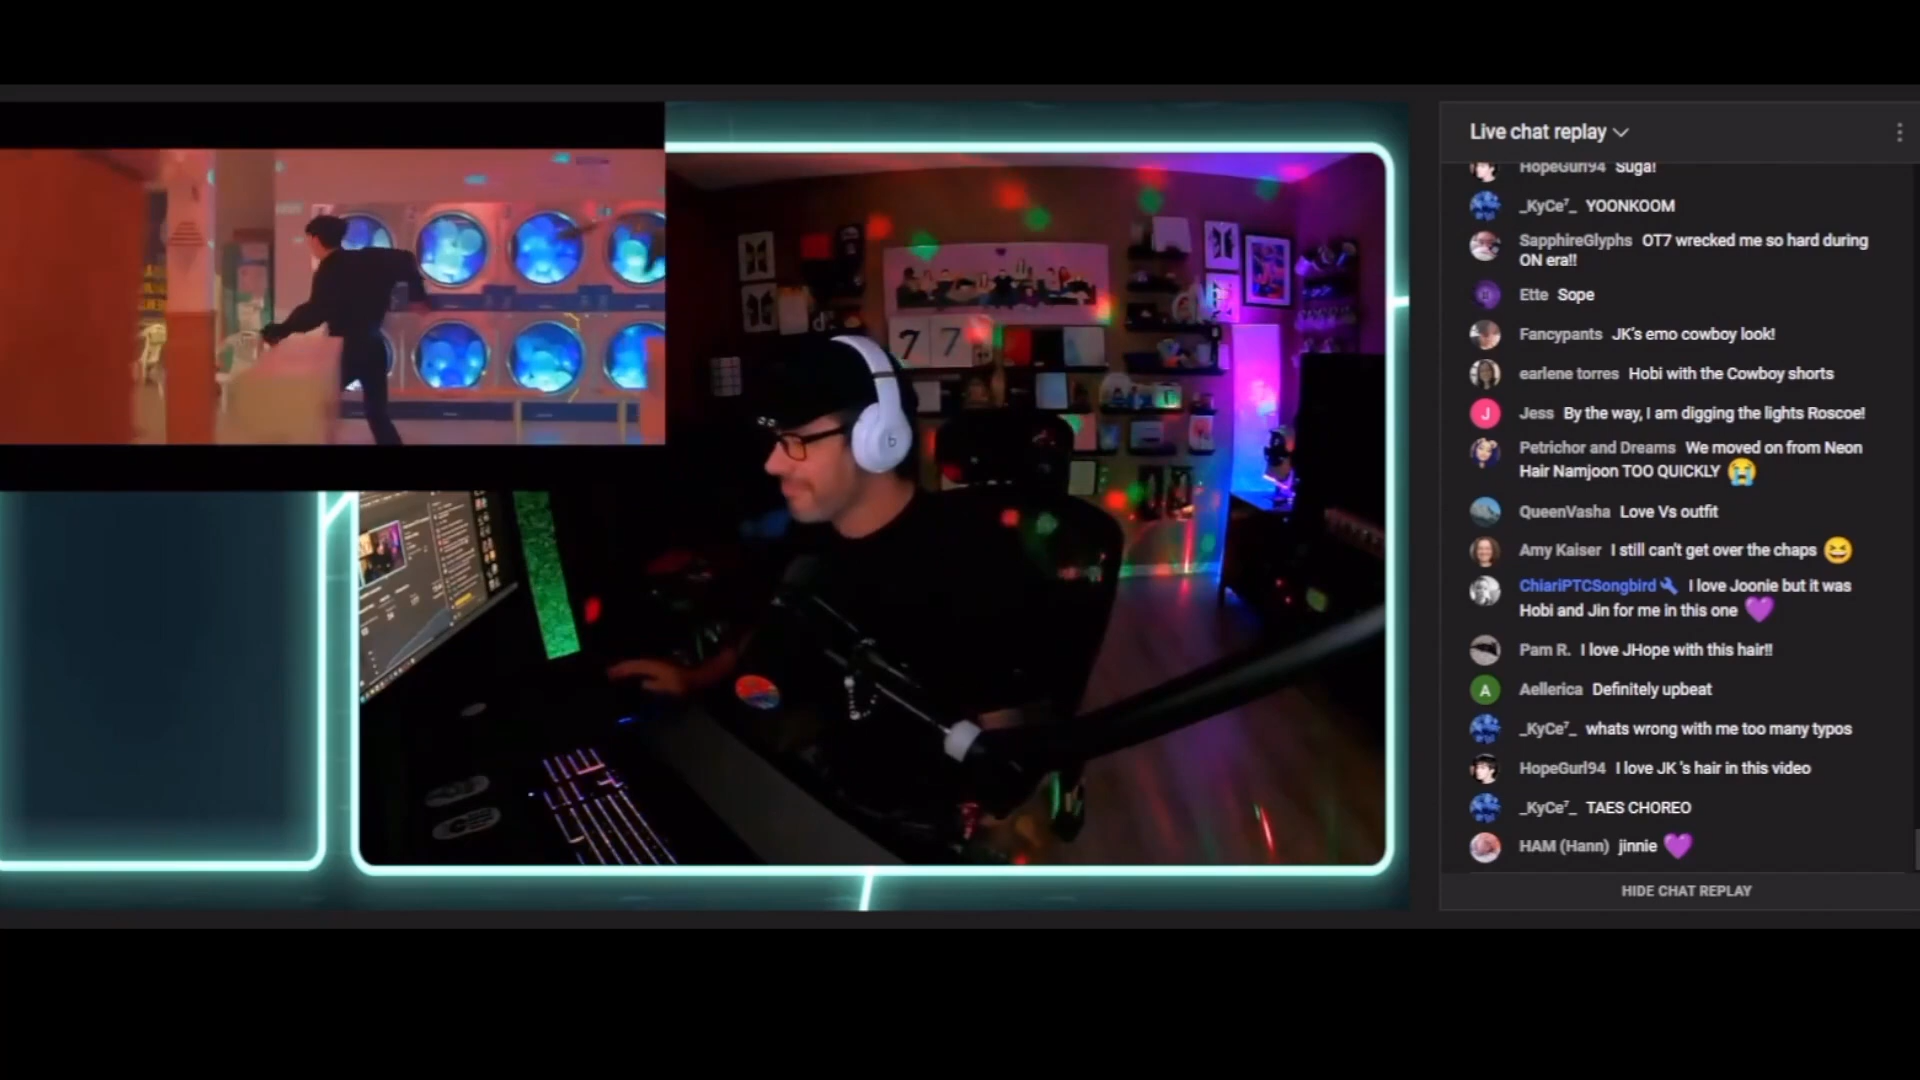 Live chat replay
HopeGurl94 Suga!
_KyCe⁷_ YOONKOOM
SapphireGlyphs OT7 wrecked me so hard during
ON era!!
Ette Sope
Fancypants JK's emo cowboy look!
earlene torres Hobi with the Cowboy shorts
J Jess By the way, I am digging the lights Roscoe!
Petrichor and Dreams We moved on from Neon
Hair Namjoon TOO QUICKLY 😭
QueenVasha Love Vs outfit
Amy Kaiser I still can't get over the chaps 😆
ChiariPTCSongbird I love Joonie but it was
Hobi and Jin for me in this one 💜
Pam R. I love JHope with this hair!!
A Aellerica Definitely upbeat
_KyCe⁷_ whats wrong with me too many typos
HopeGurl94 I love JK 's hair in this video
_KyCe⁷_ TAES CHOREO
HAM (Hann) jinnie 💜
HIDE CHAT REPLAY
7 7
b